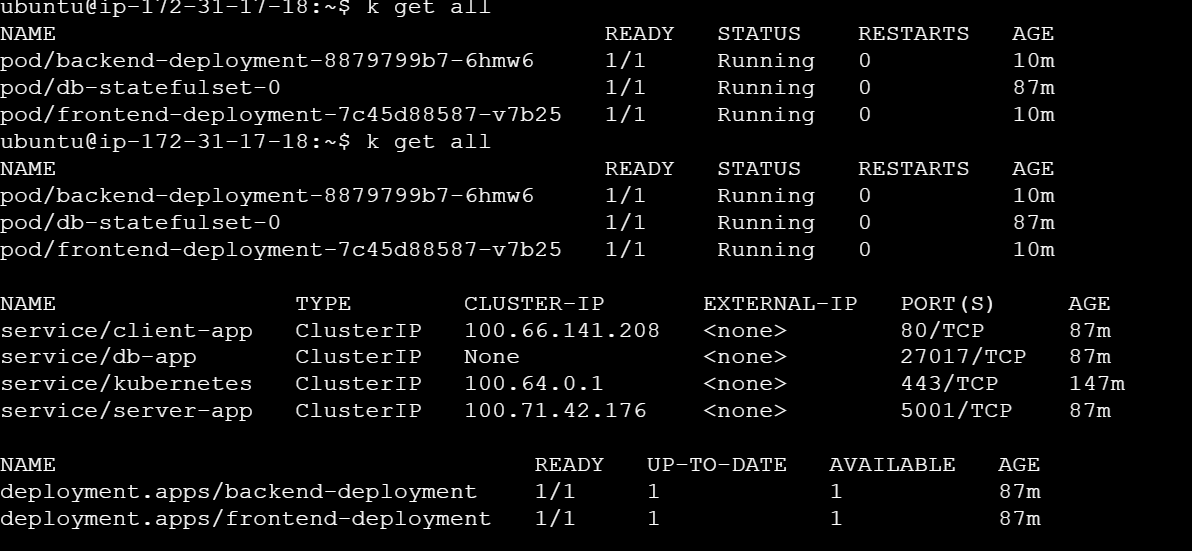 ubuntu@ip-172-31-17-18:~$ k get all
NAME READY STATUS RESTARTS AGE
pod/backend-deployment-8879799b7-6hmw6 1/1 Running 0 10m
pod/db-statefulset-0 1/1 Running 0 87m
pod/frontend-deployment-7c45d88587-v7b25 1/1 Running 0 10m
ubuntu@ip-172-31-17-18:~$ k get all
NAME READY STATUS RESTARTS AGE
pod/backend-deployment-8879799b7-6hmw6 1/1 Running 0 10m
pod/db-statefulset-0 1/1 Running 0 87m
pod/frontend-deployment-7c45d88587-v7b25 1/1 Running 0 10m
NAME TYPE CLUSTER-IP EXTERNAL-IP PORT(S) AGE
service/client-app ClusterIP 100.66.141.208 <none> 80/TCP 87m
service/db-app ClusterIP None <none> 27017/TCP 87m
service/kubernetes ClusterIP 100.64.0.1 <none> 443/TCP 147m
service/server-app ClusterIP 100.71.42.176 <none> 5001/TCP 87m
NAME READY UP-TO-DATE AVAILABLE AGE
deployment.apps/backend-deployment 1/1 1 1 87m
deployment.apps/frontend-deployment 1/1 1 1 87m